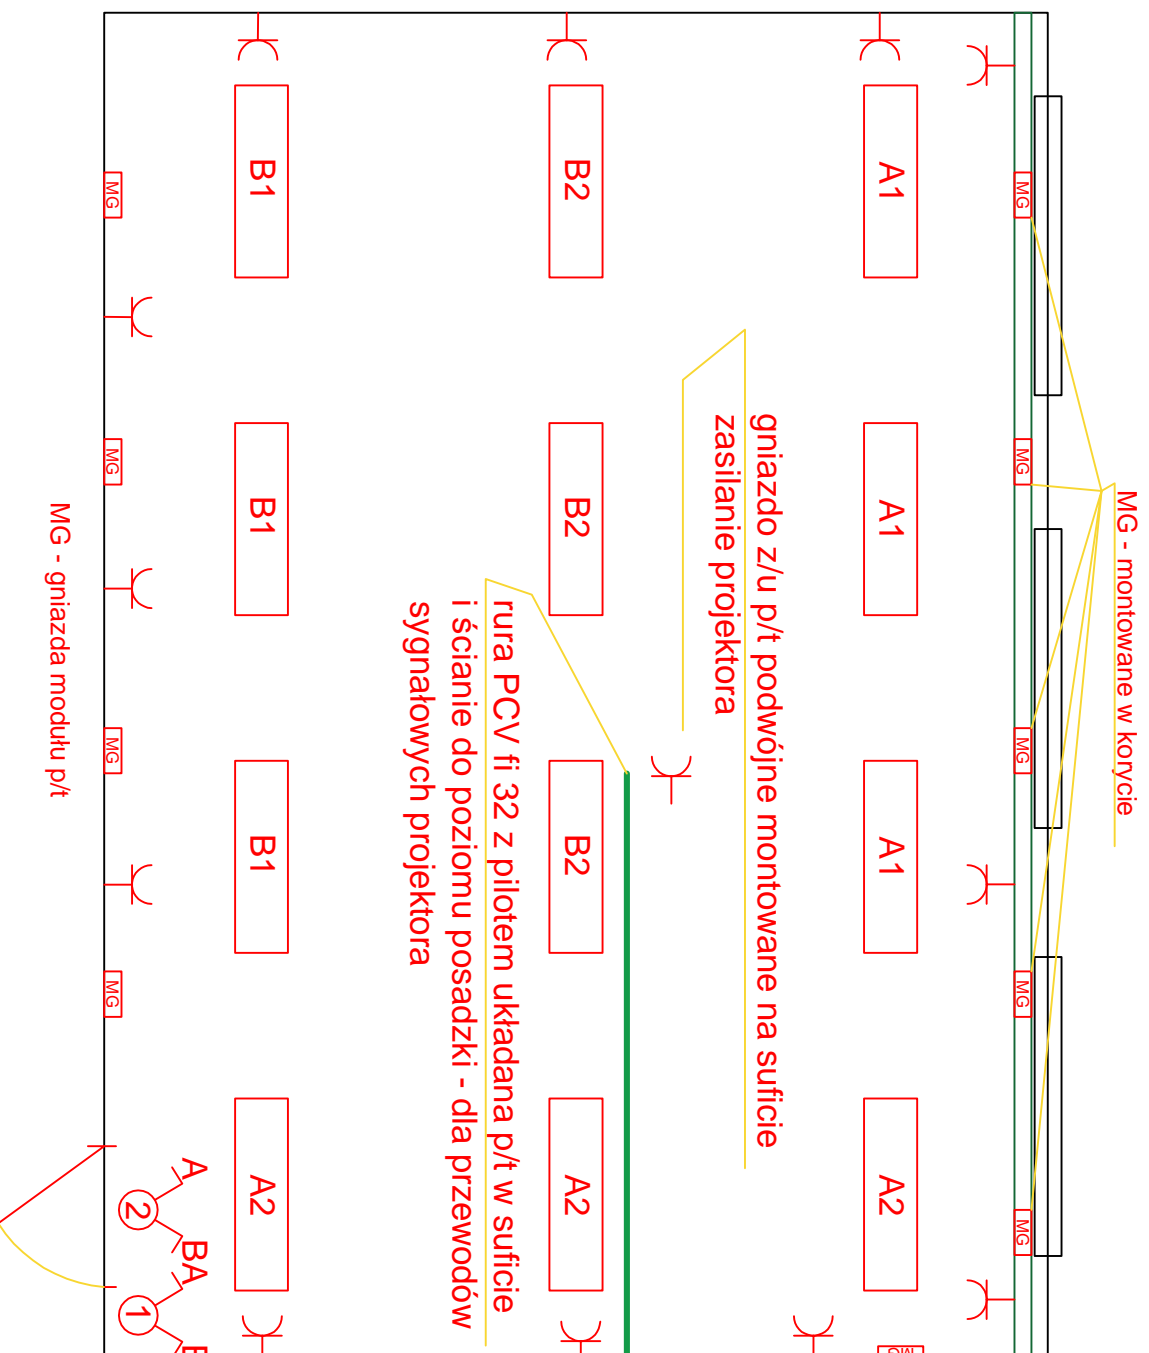 MG - montowane w korycie
MG
MG
MG
MG
MG
A1
A1
A1
A2
gniazdo z/u p/t podwójne montowane na suficie
zasilanie projektora
B2
B2
B2
A2
rura PCV fi 32 z pilotem układana p/t w suficie
i ścianie do poziomu posadzki - dla przewodów
sygnałowych projektora
B1
B1
B1
A2
A
2
BA
1
MG
MG
MG
MG
MG - gniazda modułu p/t